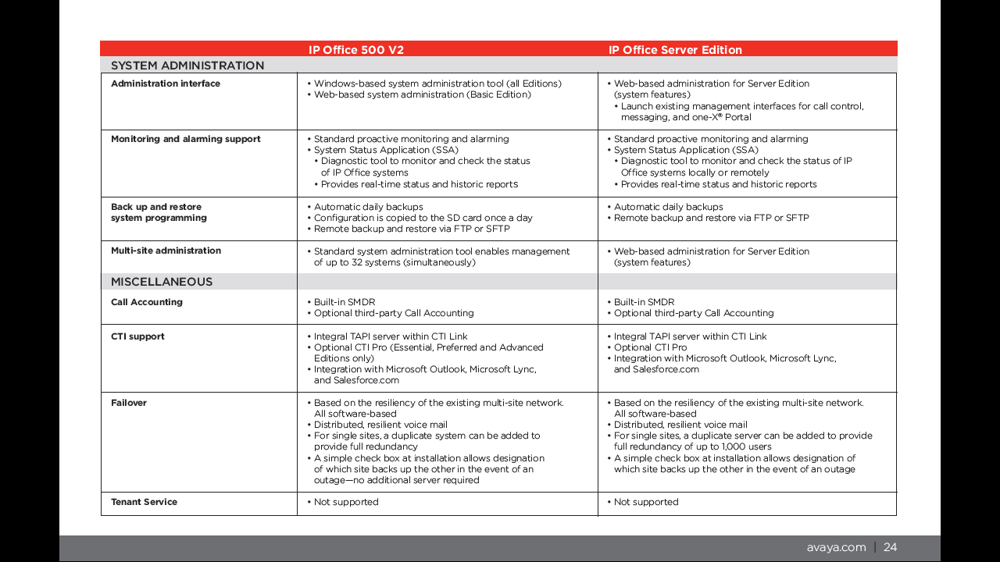 IP Office 500 V2 IP Office Server Edition
SYSTEM ADMINISTRATION
Administration interface
• Windows-based system administration tool (all Editions)
• Web-based system administration (Basic Edition)
• Web-based administration for Server Edition
(system features)
• Launch existing management interfaces for call control,
messaging, and one-X® Portal
Monitoring and alarming support
• Standard proactive monitoring and alarming
• System Status Application (SSA)
• Diagnostic tool to monitor and check the status
of IP Office systems
• Provides real-time status and historic reports
• Standard proactive monitoring and alarming
• System Status Application (SSA)
• Diagnostic tool to monitor and check the status of IP
Office systems locally or remotely
• Provides real-time status and historic reports
Back up and restore
system programming
• Automatic daily backups
• Configuration is copied to the SD card once a day
• Remote backup and restore via FTP or SFTP
• Automatic daily backups
• Remote backup and restore via FTP or SFTP
Multi-site administration
• Standard system administration tool enables management
of up to 32 systems (simultaneously)
• Web-based administration for Server Edition
(system features)
MISCELLANEOUS
Call Accounting
• Built-in SMDR
• Optional third-party Call Accounting
• Built-in SMDR
• Optional third-party Call Accounting
CTI support
• Integral TAPI server within CTI Link
• Optional CTI Pro (Essential, Preferred and Advanced
Editions only)
• Integration with Microsoft Outlook, Microsoft Lync,
and Salesforce.com
• Integral TAPI server within CTI Link
• Optional CTI Pro
• Integration with Microsoft Outlook, Microsoft Lync,
and Salesforce.com
Failover
• Based on the resiliency of the existing multi-site network.
All software-based
• Distributed, resilient voice mail
• For single sites, a duplicate system can be added to
provide full redundancy
• A simple check box at installation allows designation
of which site backs up the other in the event of an
outage—no additional server required
• Based on the resiliency of the existing multi-site network.
All software-based
• Distributed, resilient voice mail
• For single sites, a duplicate server can be added to provide
full redundancy of up to 1,000 users
• A simple check box at installation allows designation of
which site backs up the other in the event of an outage
Tenant Service
• Not supported
• Not supported
avaya.com | 24